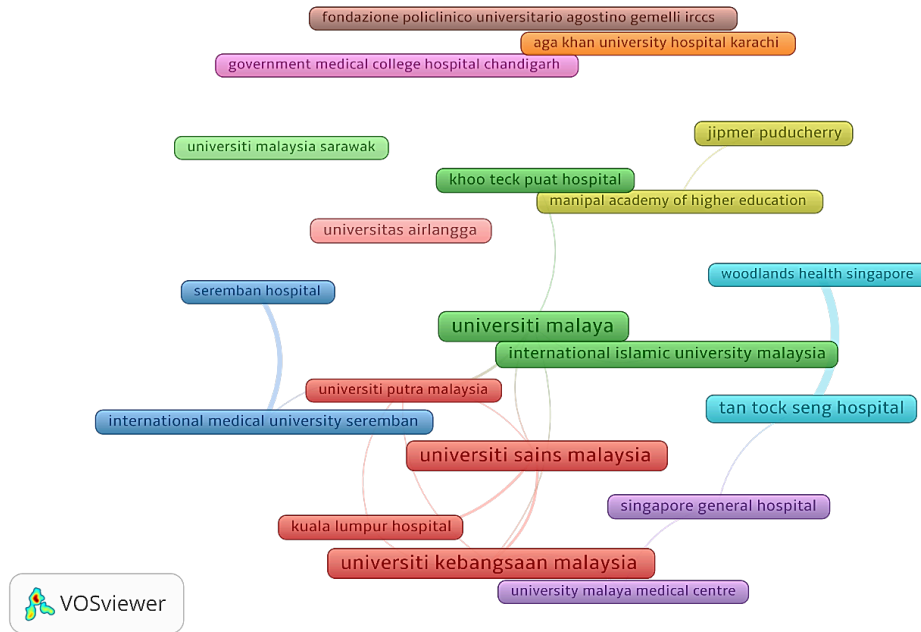 fondazione policlinico universitario agostino gemelli irccs
aga khan university hospital karachi
government medical college hospital chandigarh
jipmer puducherry
universiti malaysia sarawak
khoo teck puat hospital
manipal academy of higher education
universitas airlangga
woodlands health singapore
seremban hospital
universiti malaya
international islamic university malaysia
universiti putra malaysia
tan tock seng hospital
international medical university seremban
universiti sains malaysia
singapore general hospital
kuala lumpur hospital
universiti kebangsaan malaysia
university malaya medical centre
VOSviewer